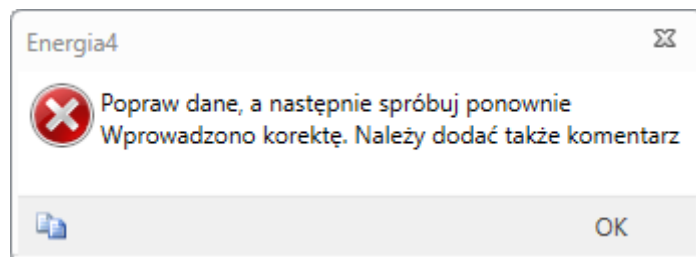 Energia4
Popraw dane, a następnie spróbuj ponownie
Wprowadzono korektę. Należy dodać także komentarz
OK